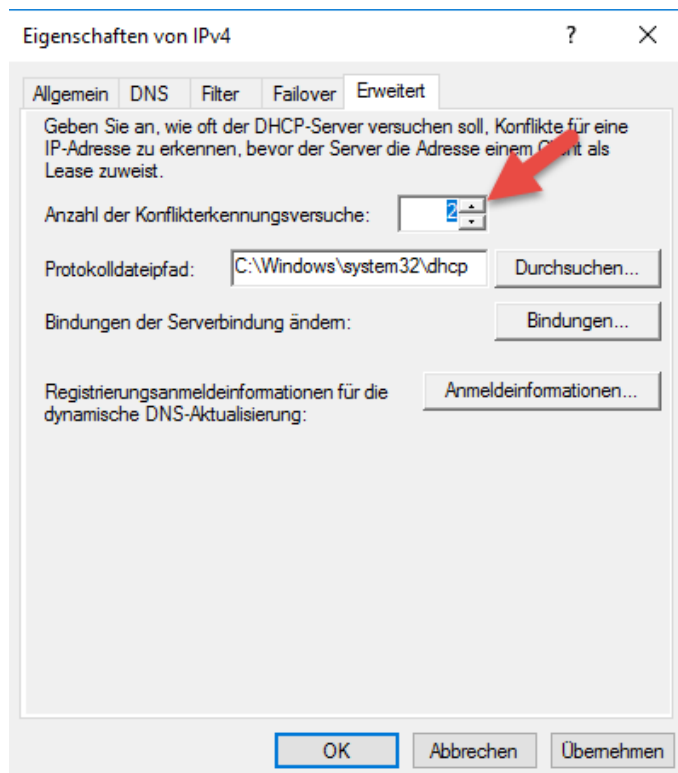 Eigenschaften von IPv4 ? ×
Allgemein DNS Filter Failover Erweitert
Geben Sie an, wie oft der DHCP-Server versuchen soll, Konflikte für eine
IP-Adresse zu erkennen, bevor der Server die Adresse einem Client als
Lease zuweist.
Anzahl der Konflikterkennungsversuche: 2
Protokolldateipfad: C:\Windows\system32\dhcp Durchsuchen...
Bindungen der Serverbindung ändern: Bindungen...
Registrierungsanmeldeinformationen für die Anmeldeinformationen...
dynamische DNS-Aktualisierung:
OK Abbrechen Übernehmen